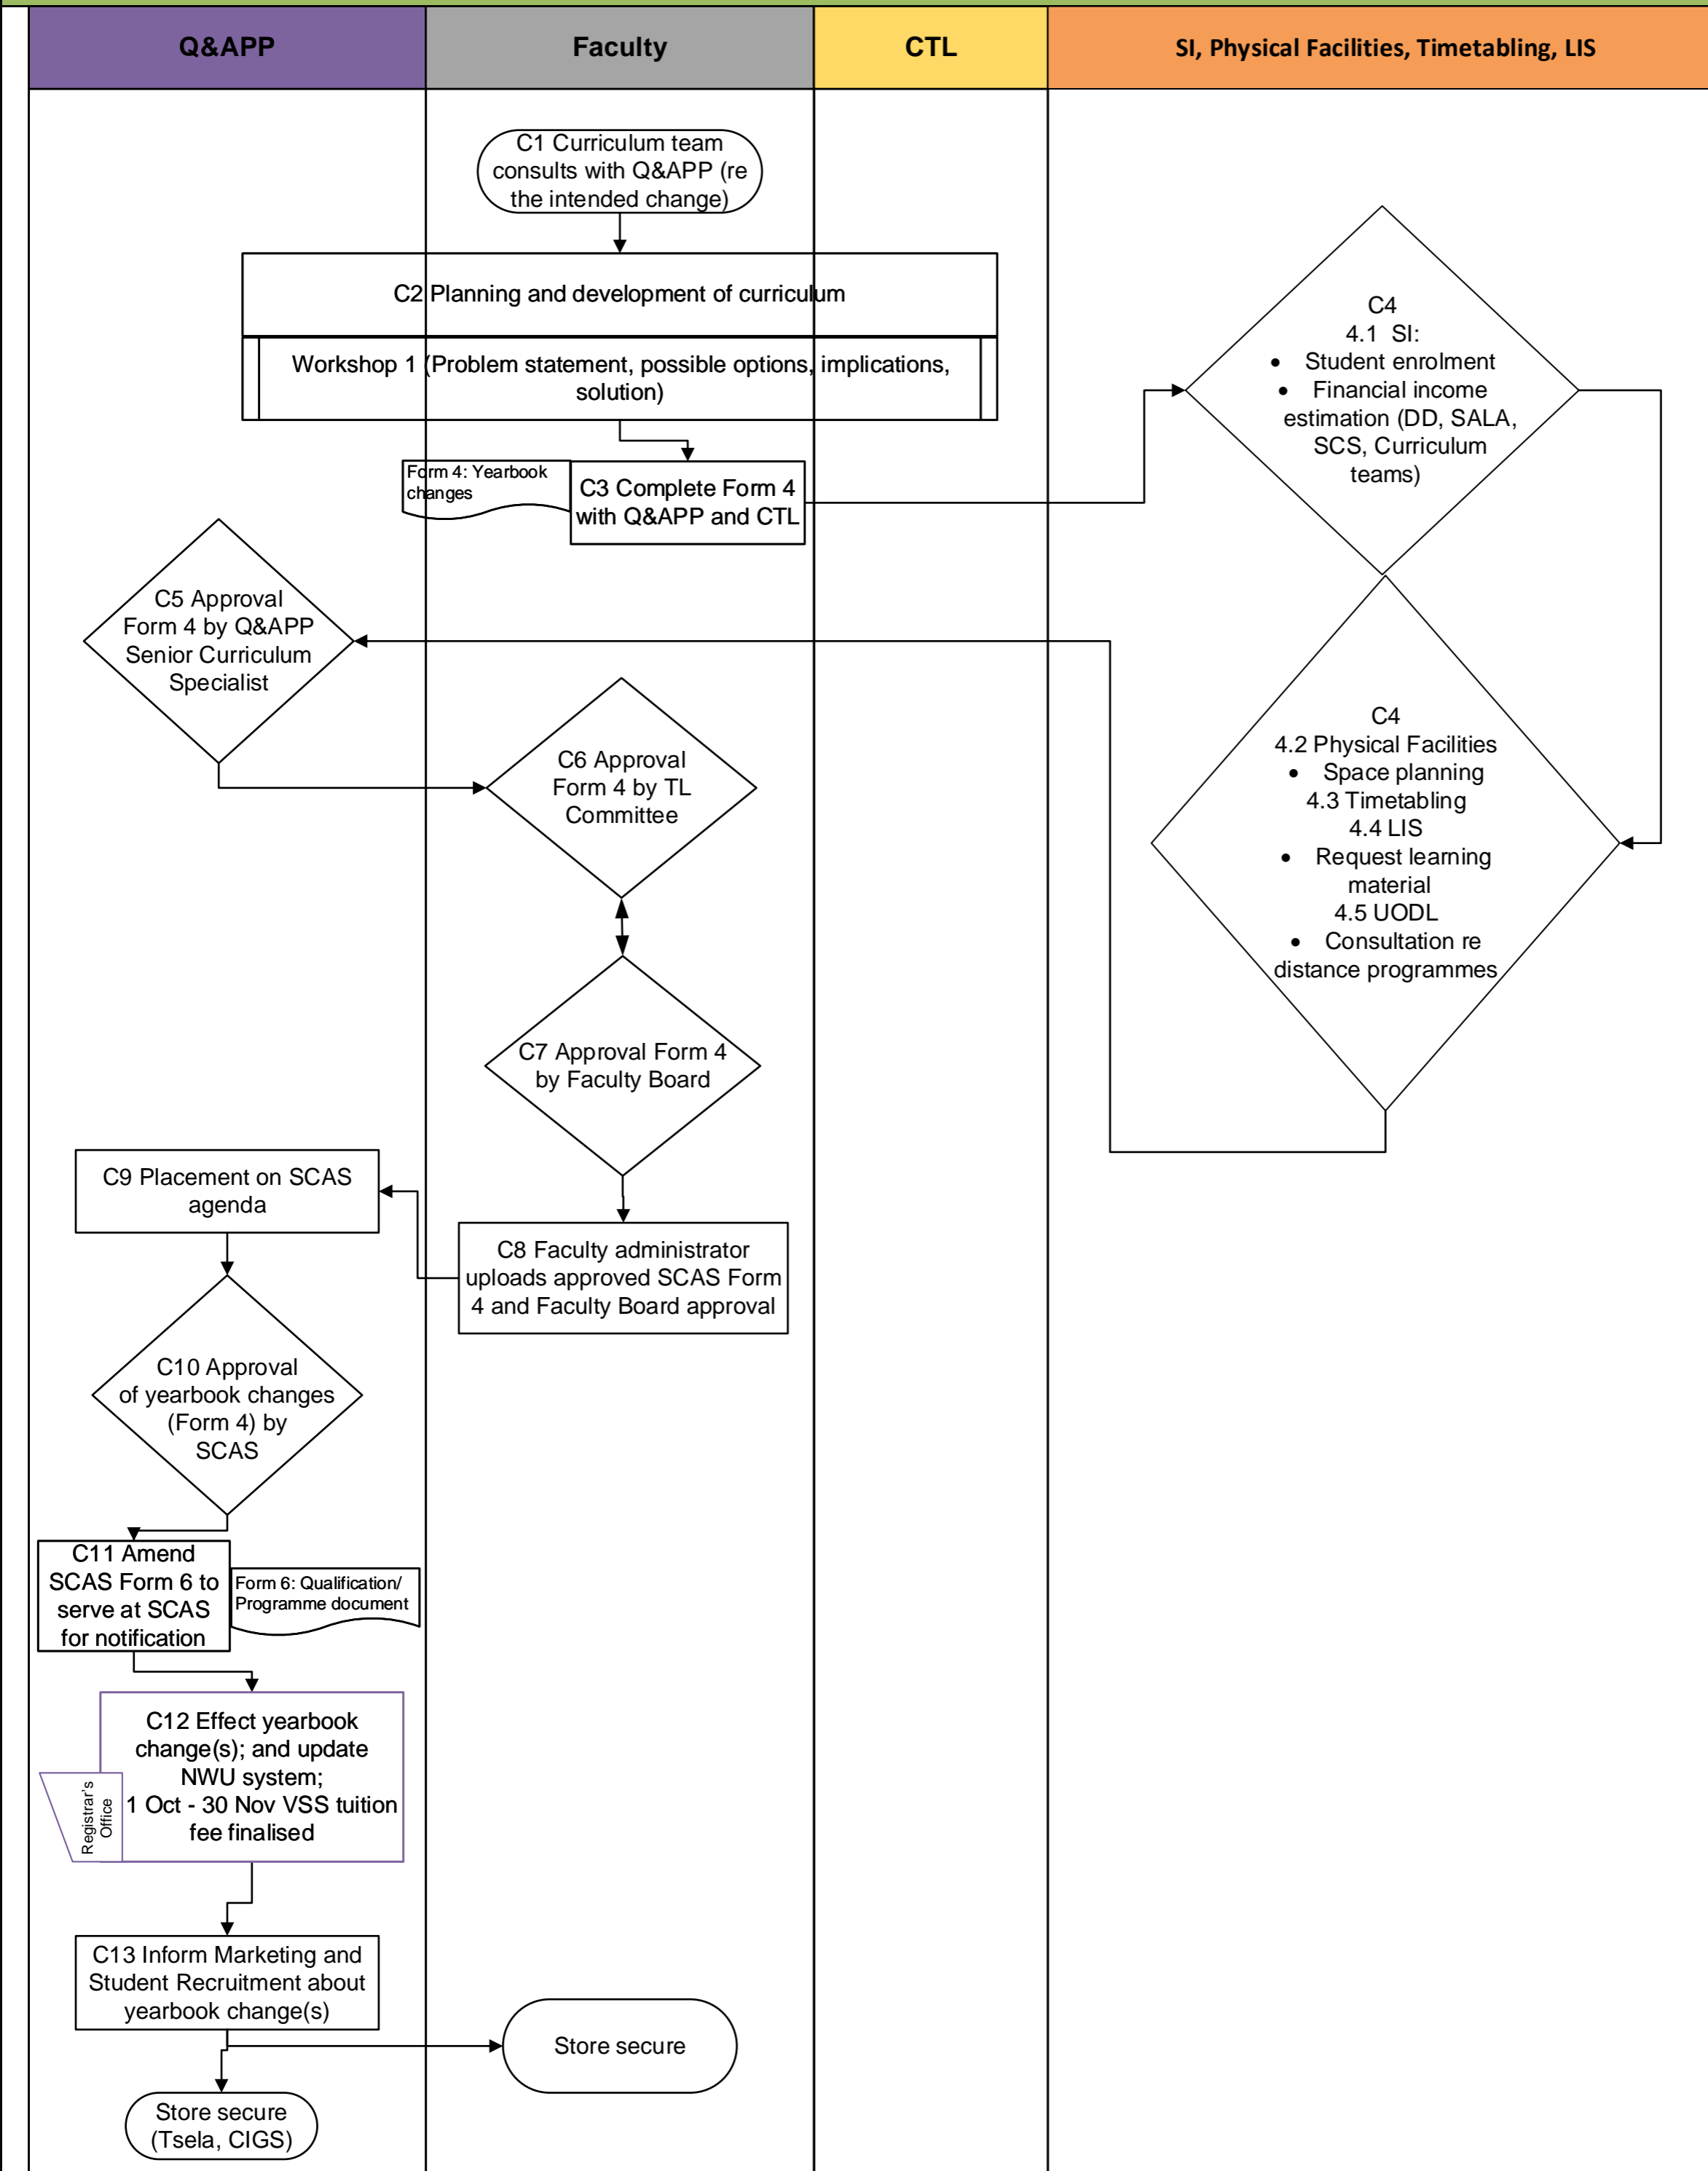 Q&APP
Faculty
CTL
SI, Physical Facilities, Timetabling, LIS
C1 Curriculum team
consults with Q&APP (re
the intended change)
C2 Planning and development of curriculum
Workshop 1 (Problem statement, possible options, implications,
solution)
Form 4: Yearbook
changes
C3 Complete Form 4
with Q&APP and CTL
C4
4.1 SI:
• Student enrolment
• Financial income
estimation (DD, SALA,
SCS, Curriculum
teams)
C4
4.2 Physical Facilities
• Space planning
4.3 Timetabling
4.4 LIS
• Request learning
material
4.5 UODL
• Consultation re
distance programmes
C5 Approval
Form 4 by Q&APP
Senior Curriculum
Specialist
C6 Approval
Form 4 by TL
Committee
C7 Approval Form 4
by Faculty Board
C8 Faculty administrator
uploads approved SCAS Form
4 and Faculty Board approval
C9 Placement on SCAS
agenda
C10 Approval
of yearbook changes
(Form 4) by
SCAS
C11 Amend
SCAS Form 6 to
serve at SCAS
for notification
Form 6: Qualification/
Programme document
C12 Effect yearbook
change(s); and update
NWU system;
1 Oct - 30 Nov VSS tuition
fee finalised
Registrar's
Office
C13 Inform Marketing and
Student Recruitment about
yearbook change(s)
Store secure
Store secure
(Tsela, CIGS)